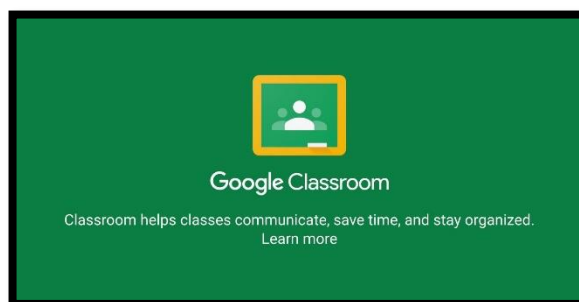 Google Classroom
Classroom helps classes communicate, save time, and stay organized.
Learn more